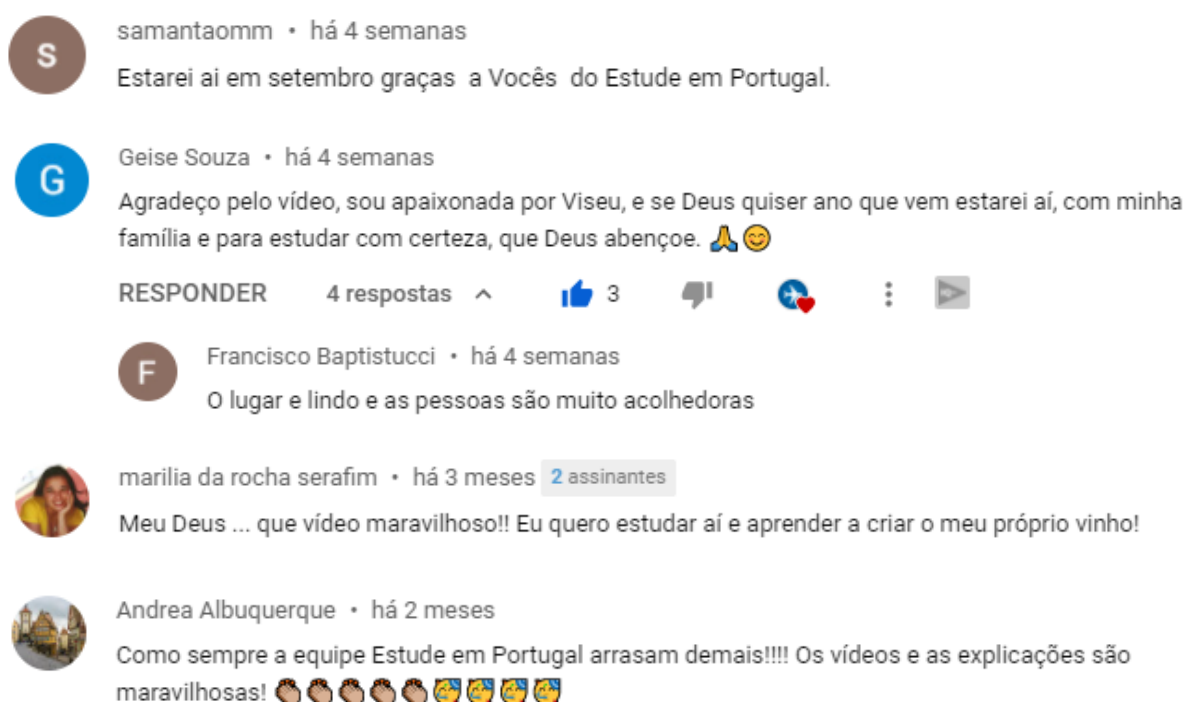 S
samantaomm • há 4 semanas
Estarei ai em setembro graças a Vocês do Estude em Portugal.
G
Geise Souza • há 4 semanas
Agradeço pelo vídeo, sou apaixonada por Viseu, e se Deus quiser ano que vem estarei aí, com minha
família e para estudar com certeza, que Deus abençoe. 🙏😊
RESPONDER 4 respostas 3
F
Francisco Baptistucci • há 4 semanas
O lugar e lindo e as pessoas são muito acolhedoras
marilia da rocha serafim • há 3 meses 2 assinantes
Meu Deus ... que vídeo maravilhoso!! Eu quero estudar aí e aprender a criar o meu próprio vinho!
Andrea Albuquerque • há 2 meses
Como sempre a equipe Estude em Portugal arrasam demais!!!! Os vídeos e as explicações são
maravilhosas! 👏🏽👏🏽👏🏽👏🏽👏🏽🥳🥳🥳🥳